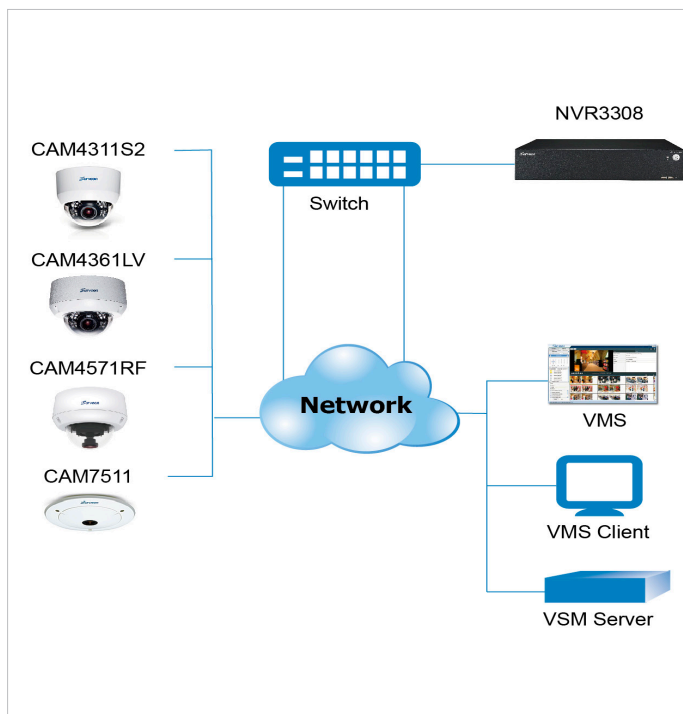 NVR3308
CAM4311S2
Switch
CAM4361LV
CAM4571RF
Network
VMS
CAM7511
VMS Client
VSM Server